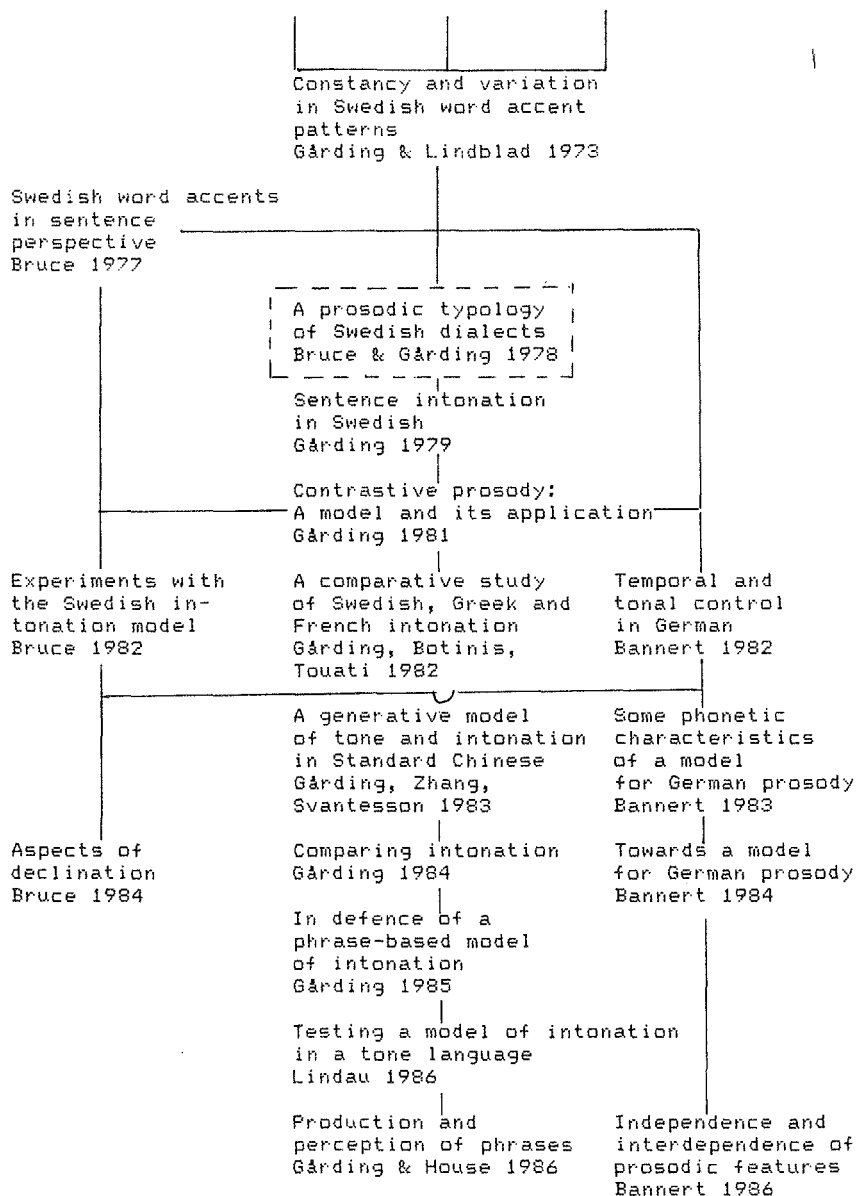 Constancy and variation
in Swedish word accent
patterns
Gårding & Lindblad 1973
Swedish word accents
in sentence
perspective
Bruce 1977
A prosodic typology
of Swedish dialects
Bruce & Gårding 1978
Sentence intonation
in Swedish
Gårding 1979
Contrastive prosody:
A model and its application
Gårding 1981
Experiments with
the Swedish in-
tonation model
Bruce 1982
A comparative study
of Swedish, Greek and
French intonation
Gårding, Botinis,
Touati 1982
Temporal and
tonal control
in German
Bannert 1982
A generative model
of tone and intonation
in Standard Chinese
Gårding, Zhang,
Svantesson 1983
Some phonetic
characteristics
of a model
for German prosody
Bannert 1983
Aspects of
declination
Bruce 1984
Comparing intonation
Gårding 1984
Towards a model
for German prosody
Bannert 1984
In defence of a
phrase-based model
of intonation
Gårding 1985
Testing a model of intonation
in a tone language
Lindau 1986
Production and
perception of phrases
Gårding & House 1986
Independence and
interdependence of
prosodic features
Bannert 1986